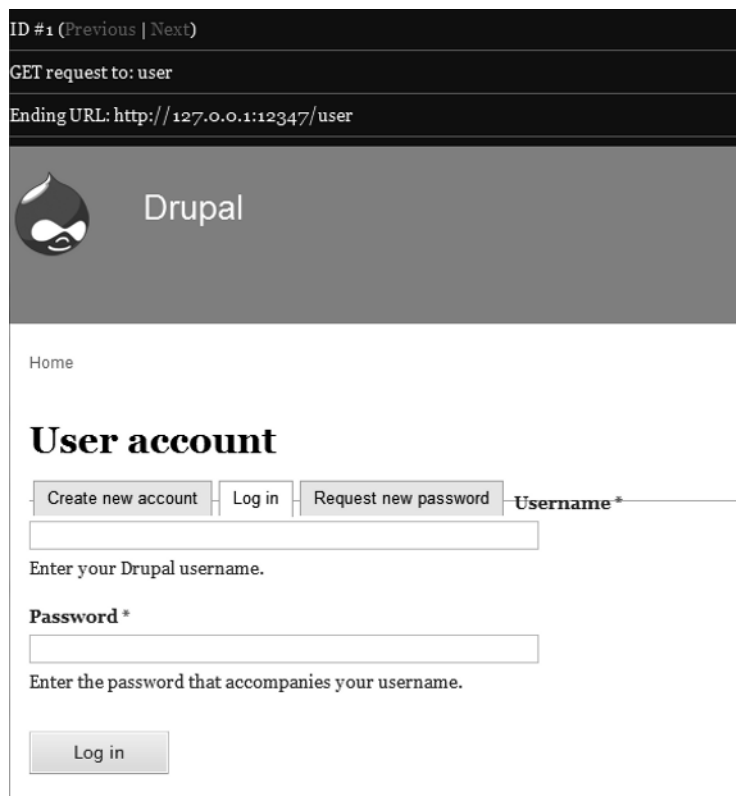 ID #1 (Previous | Next)
GET request to: user
Ending URL: http://127.0.0.1:12347/user
Drupal
Home
User account
Create new account Log in Request new password Username *
Enter your Drupal username.
Password *
Enter the password that accompanies your username.
Log in